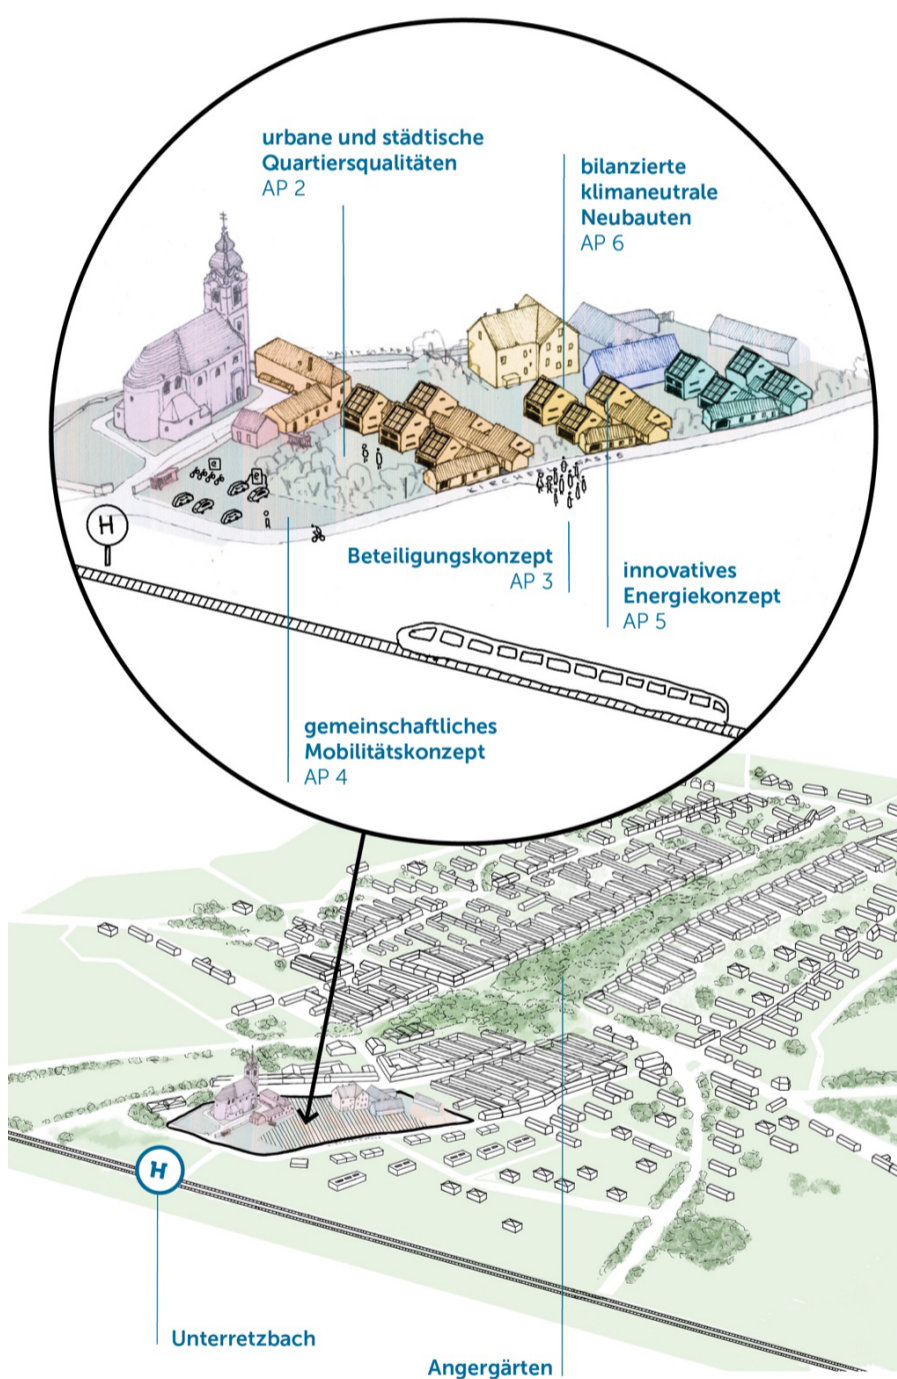 urbane und städtische
Quartiersqualitäten
AP 2
bilanzierte
klimaneutrale
Neubauten
AP 6
H
Beteiligungskonzept
AP 3
innovatives
Energiekonzept
AP 5
gemeinschaftliches
Mobilitätskonzept
AP 4
H
Unterretzbach
Angergärten